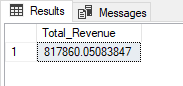 Results Messages
Total_Revenue
1 817860.05083847